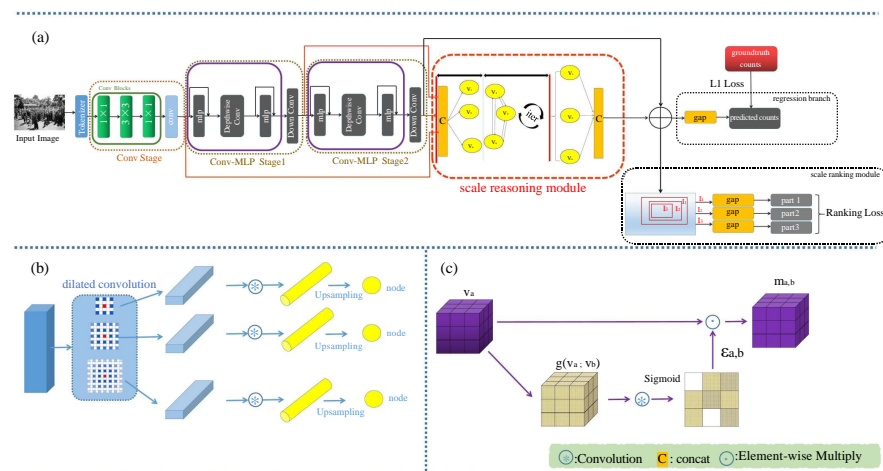 (a)
groundtruth
counts
L1 Loss
regression branch
gap
predicted counts
Input Image
Tokenizer
Conv Blocks
1×1
3×3
1×1
conv
Conv Stage
mlp
Depthwise Conv
mlp
Down Conv
Conv-MLP Stage1
mlp
Depthwise Conv
mlp
Down Conv
Conv-MLP Stage2
C
C
scale reasoning module
scale ranking module
gap
part 1
gap
part2
gap
part3
Ranking Loss
(b)
dilated convolution
Upsampling
node
Upsampling
node
Upsampling
node
(c)
va
ma,b
εa,b
g(va ; vb)
Sigmoid
:Convolution C : concat :Element-wise Multiply